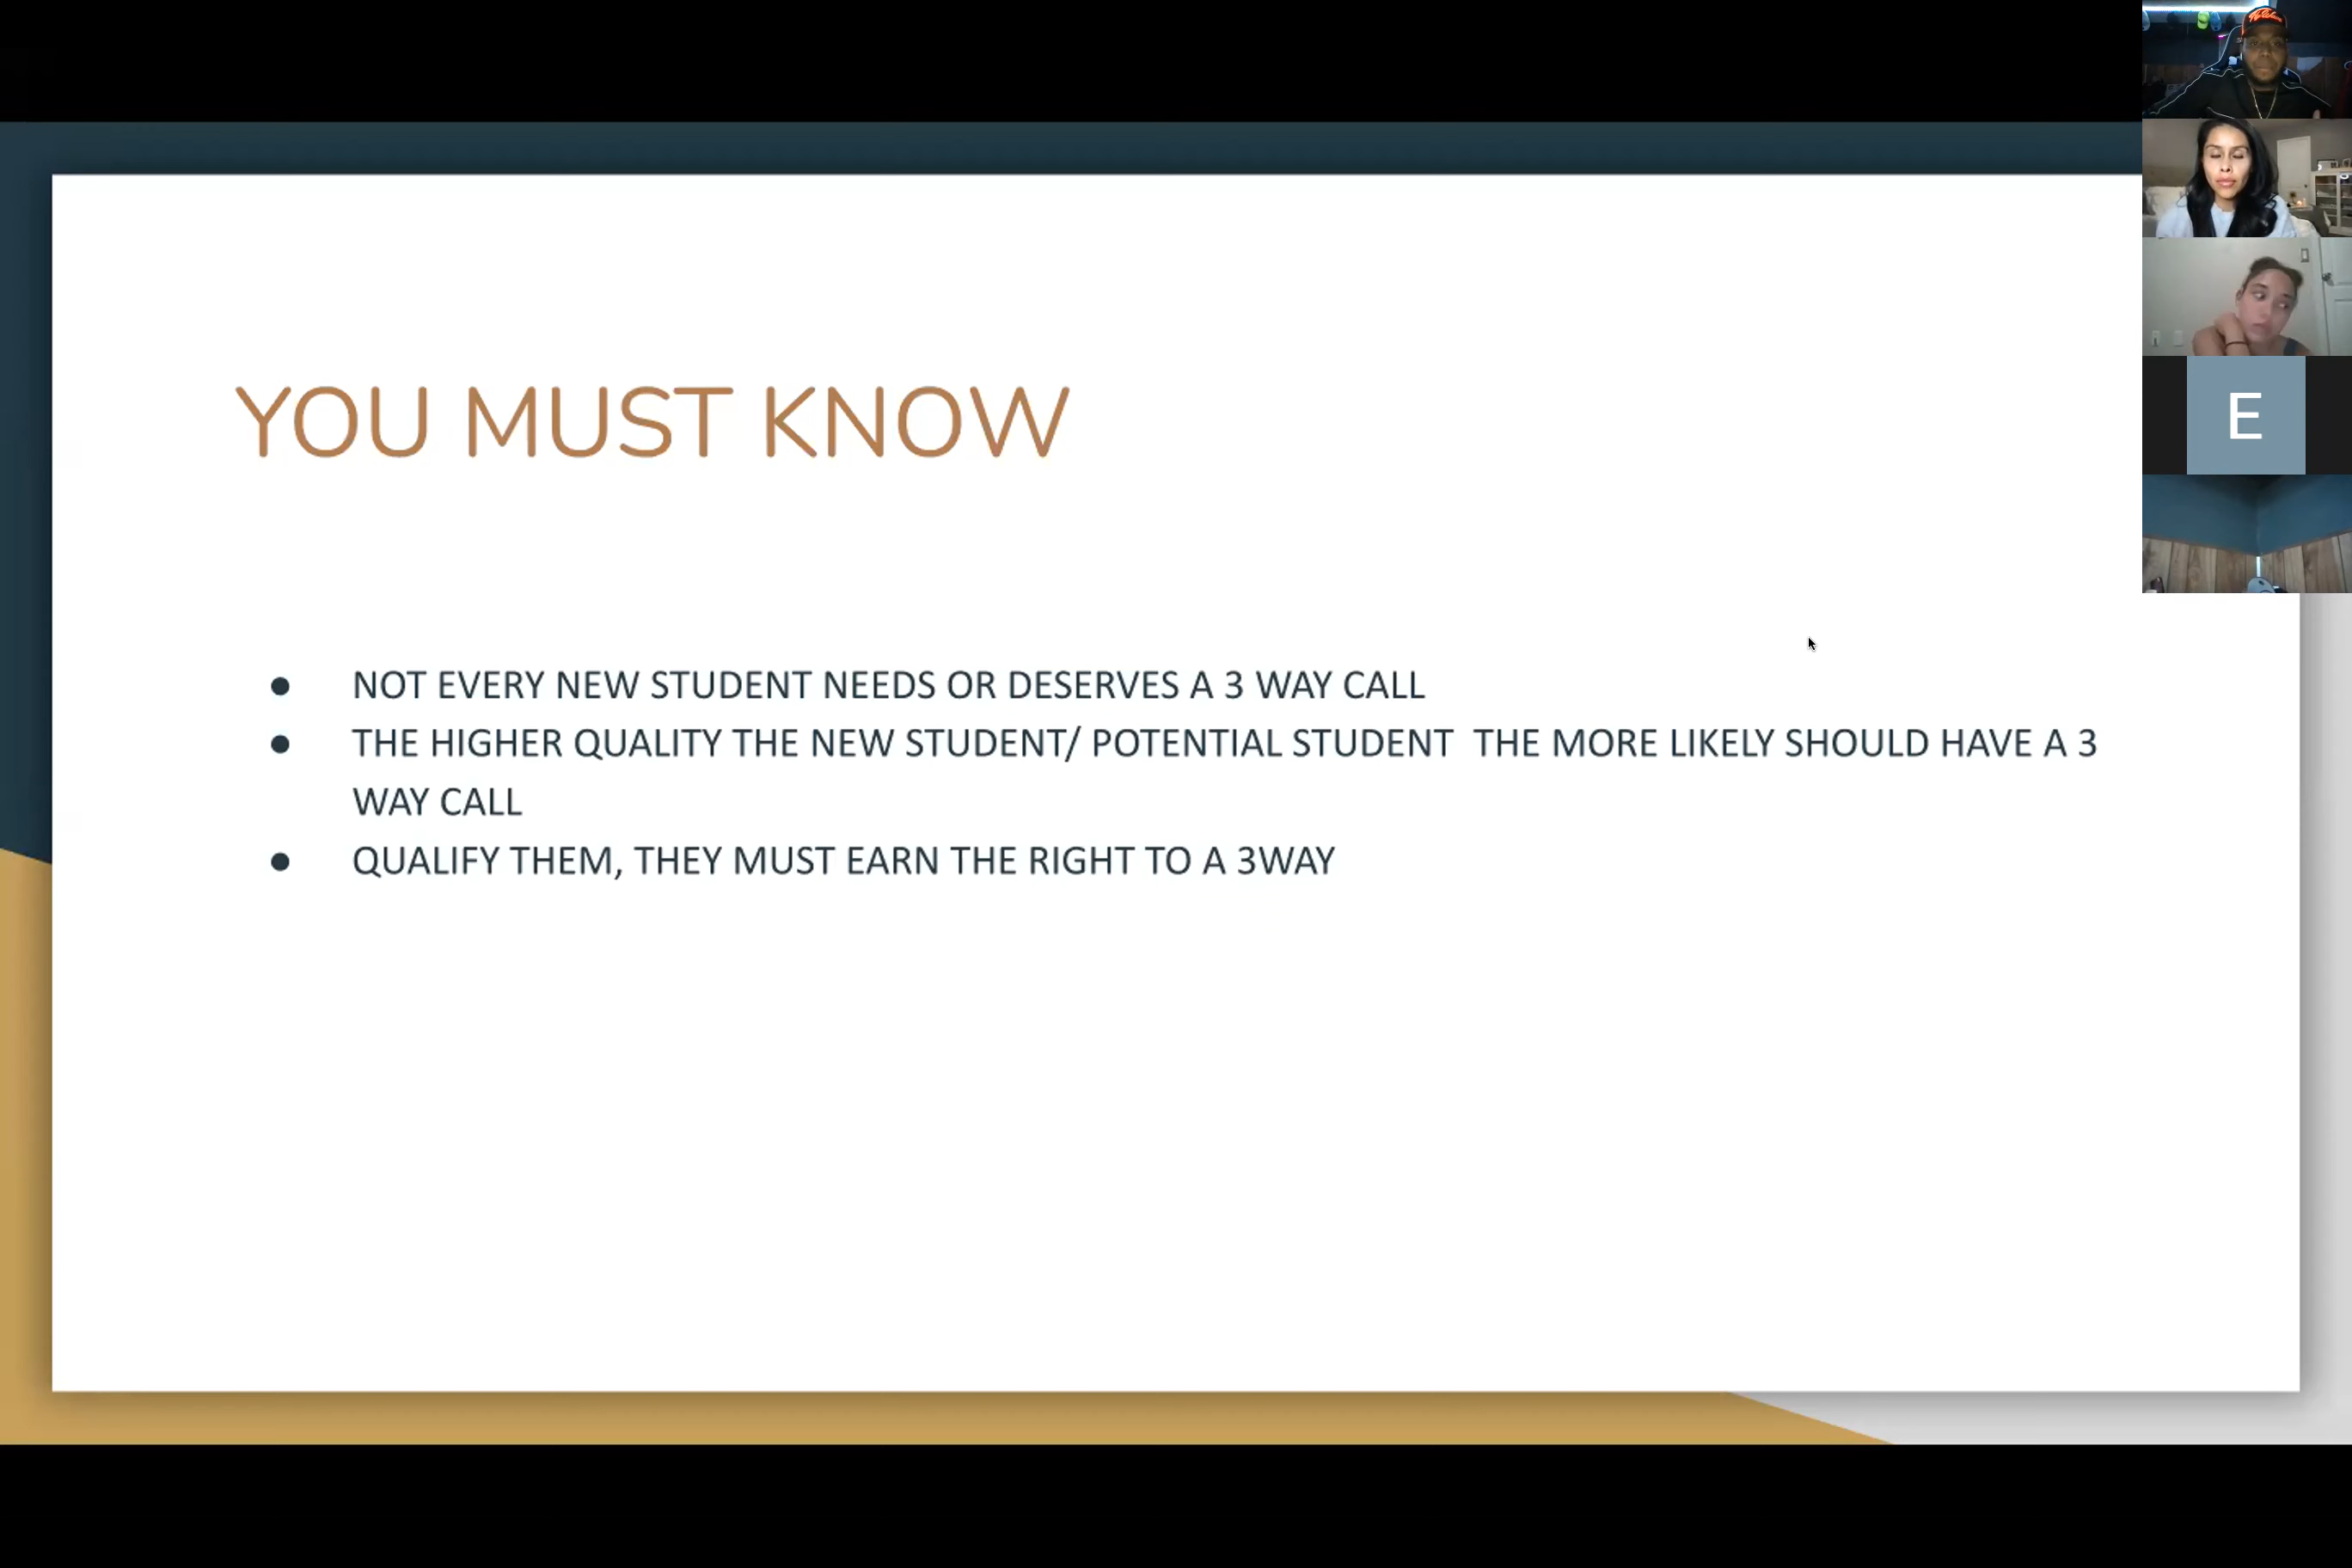 YOU MUST KNOW
● NOT EVERY NEW STUDENT NEEDS OR DESERVES A 3 WAY CALL
● THE HIGHER QUALITY THE NEW STUDENT/ POTENTIAL STUDENT  THE MORE LIKELY SHOULD HAVE A 3
WAY CALL
● QUALIFY THEM, THEY MUST EARN THE RIGHT TO A 3WAY
E